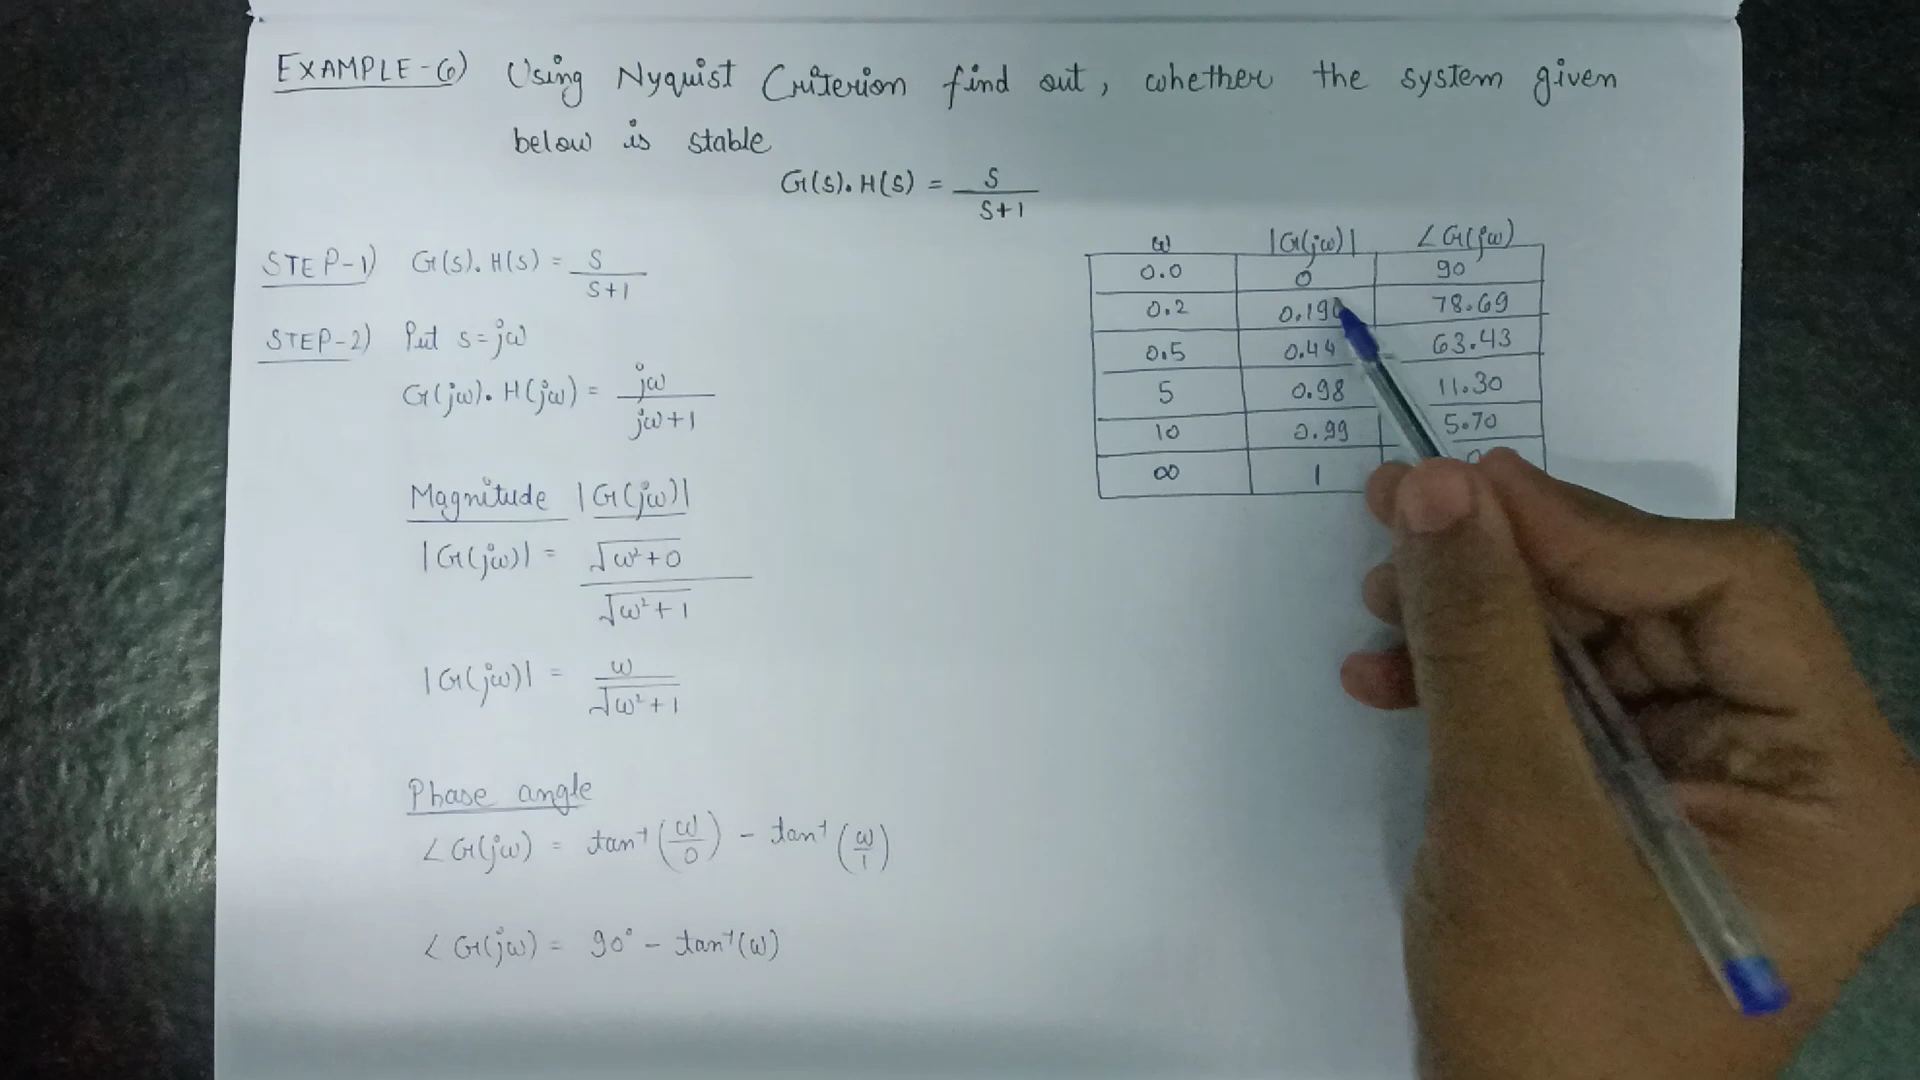 EXAMPLE-6) Using Nyquist Criterion find out, whether the system given
below is stable
G(s).H(s) = s / s+1
STEP-1) G(s).H(s) = s / s+1
STEP-2) Put s=jω
G(jω).H(jω) = jω / jω+1
Magnitude |G(jω)|
|G(jω)| = √ω²+0 / √ω²+1
|G(jω)| = ω / √ω²+1
Phase angle
∠G(jω) = tan⁻¹(ω/0) - tan⁻¹(ω/1)
∠G(jω) = 90° - tan⁻¹(ω)
ω |G(jω)| ∠G(jω)
0.0 0 90
0.2 78.69
0.5 0.44 63.43
5 0.98 11.30
10 0.99 5.70
∞ 1